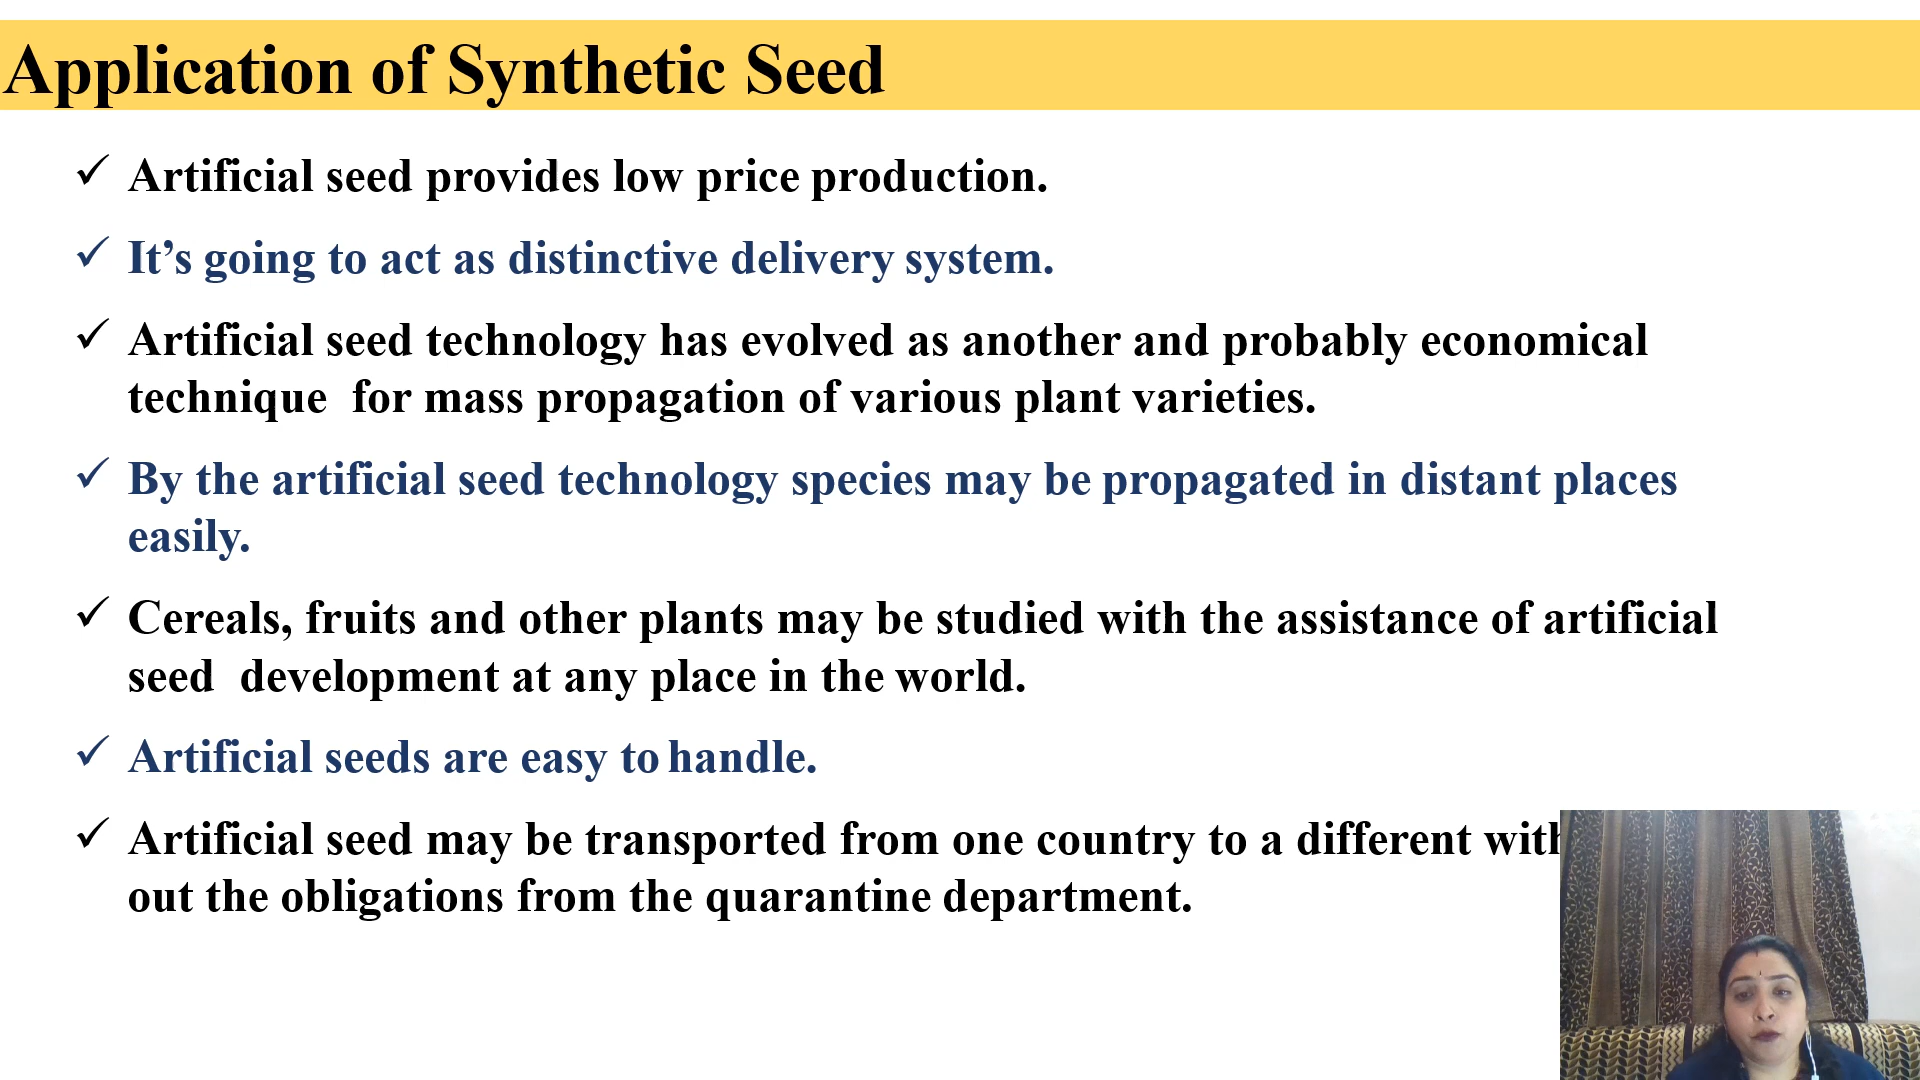 Application of Synthetic Seed
✓ Artificial seed provides low price production.
✓ It’s going to act as distinctive delivery system.
✓ Artificial seed technology has evolved as another and probably economical
technique for mass propagation of various plant varieties.
✓ By the artificial seed technology species may be propagated in distant places
easily.
✓ Cereals, fruits and other plants may be studied with the assistance of artificial
seed development at any place in the world.
✓ Artificial seeds are easy to handle.
✓ Artificial seed may be transported from one country to a different with
out the obligations from the quarantine department.